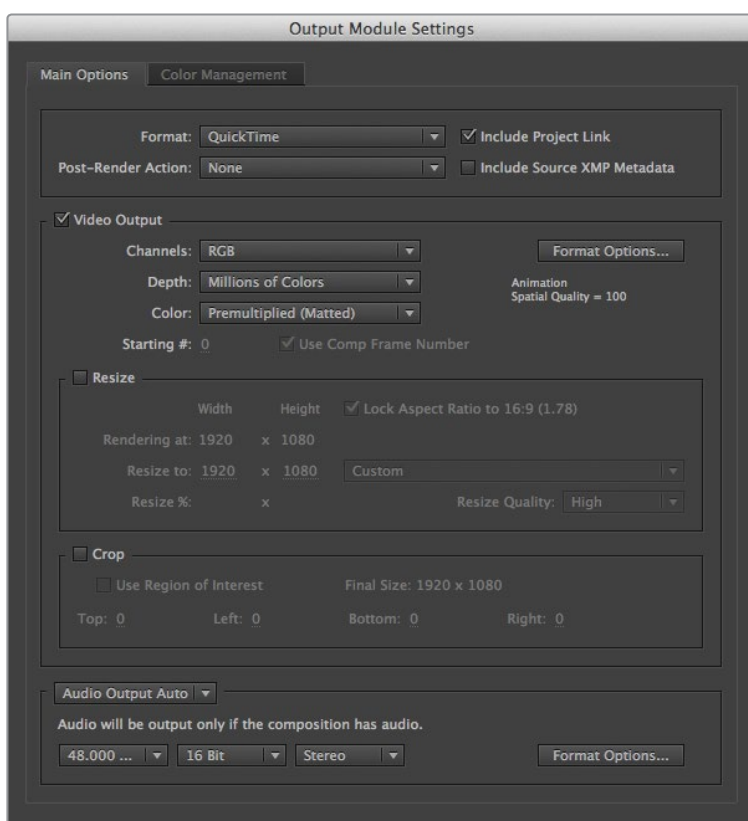 Output Module Settings
Main Options Color Management
Format: QuickTime Include Project Link
Post-Render Action: None Include Source XMP Metadata
Video Output
Channels: RGB Format Options...
Depth: Millions of Colors Animation
Spatial Quality = 100
Color: Premultiplied (Matted)
Starting #: 0 Use Comp Frame Number
Resize
Width Height Lock Aspect Ratio to 16:9 (1.78)
Rendering at: 1920 x 1080
Resize to: 1920 x 1080 Custom
Resize %: x Resize Quality: High
Crop
Use Region of Interest Final Size: 1920 x 1080
Top: 0 Left: 0 Bottom: 0 Right: 0
Audio Output Auto
Audio will be output only if the composition has audio.
48.000 ... 16 Bit Stereo Format Options...